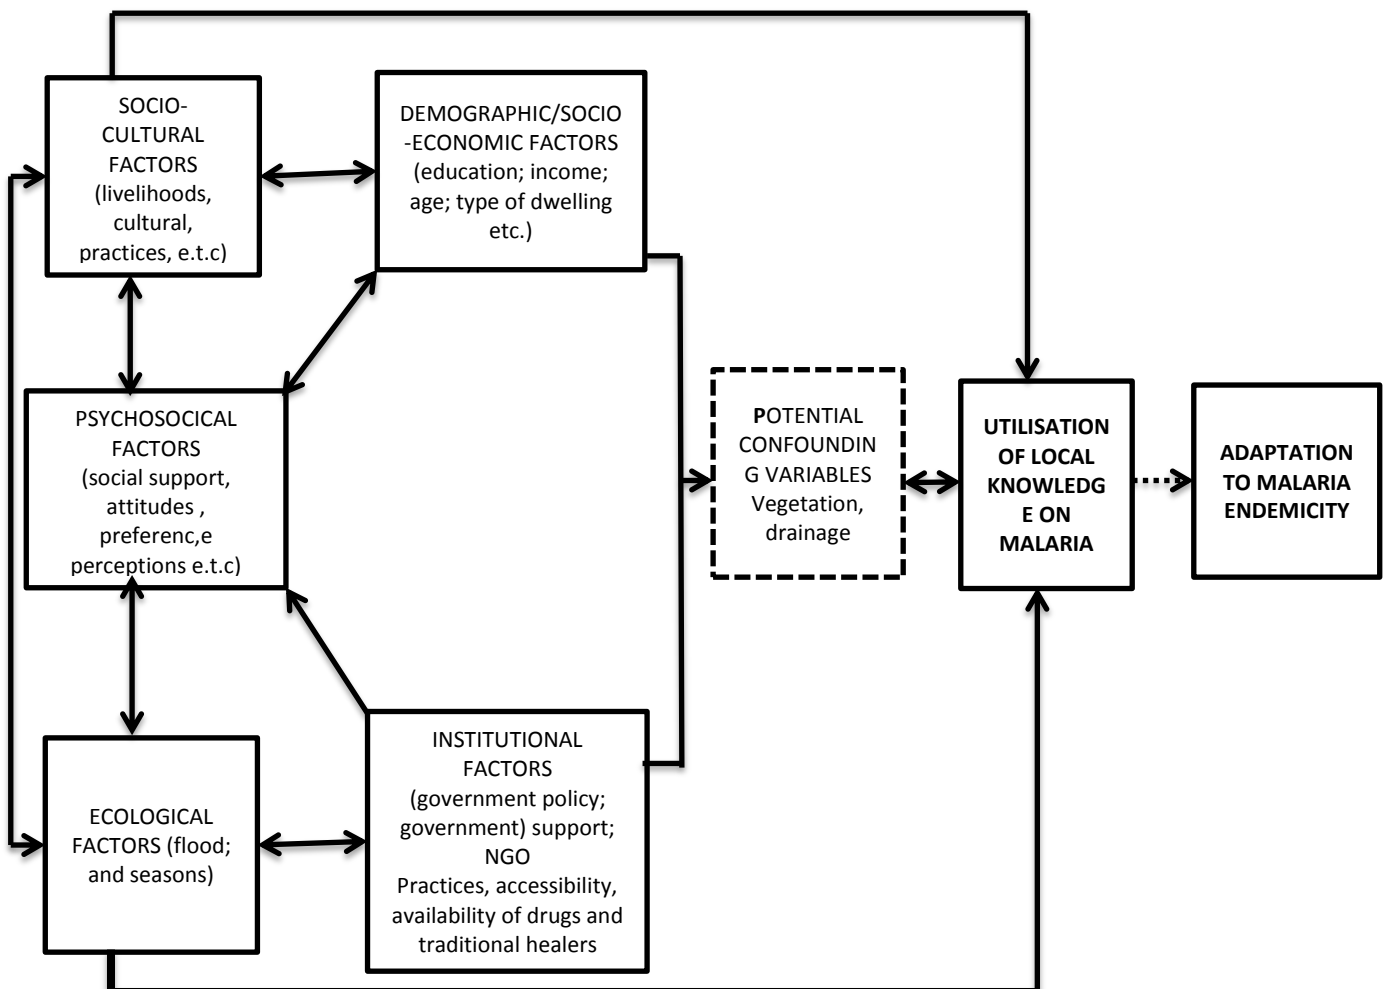 SOCIO-
CULTURAL
FACTORS
(livelihoods,
cultural,
practices, e.t.c)
DEMOGRAPHIC/SOCIO
-ECONOMIC FACTORS
(education; income;
age; type of dwelling
etc.)
PSYCHOSOCICAL
FACTORS
(social support,
attitudes ,
preferenc,e
perceptions e.t.c)
POTENTIAL
CONFOUNDIN
G VARIABLES
Vegetation,
drainage
UTILISATION
OF LOCAL
KNOWLEDG
E ON
MALARIA
ADAPTATION
TO MALARIA
ENDEMICITY
ECOLOGICAL
FACTORS (flood;
and seasons)
INSTITUTIONAL
FACTORS
(government policy;
government) support;
NGO
Practices, accessibility,
availability of drugs and
traditional healers